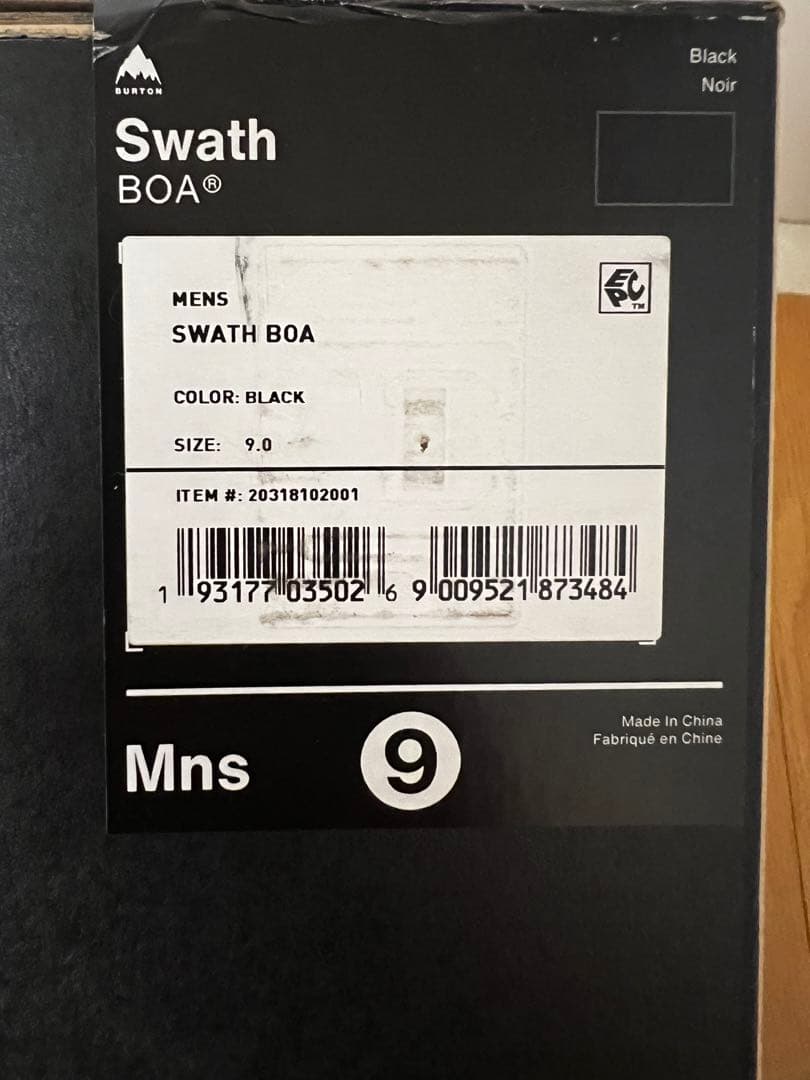 BURTON
Black
Noir
Swath
BOA®
EPC™
MENS
SWATH BOA
COLOR: BLACK
SIZE: 9.0
ITEM #: 20318102001
1 93177 03502 6 9 009521 873484
Made In China
Fabriqué en Chine
Mns 9